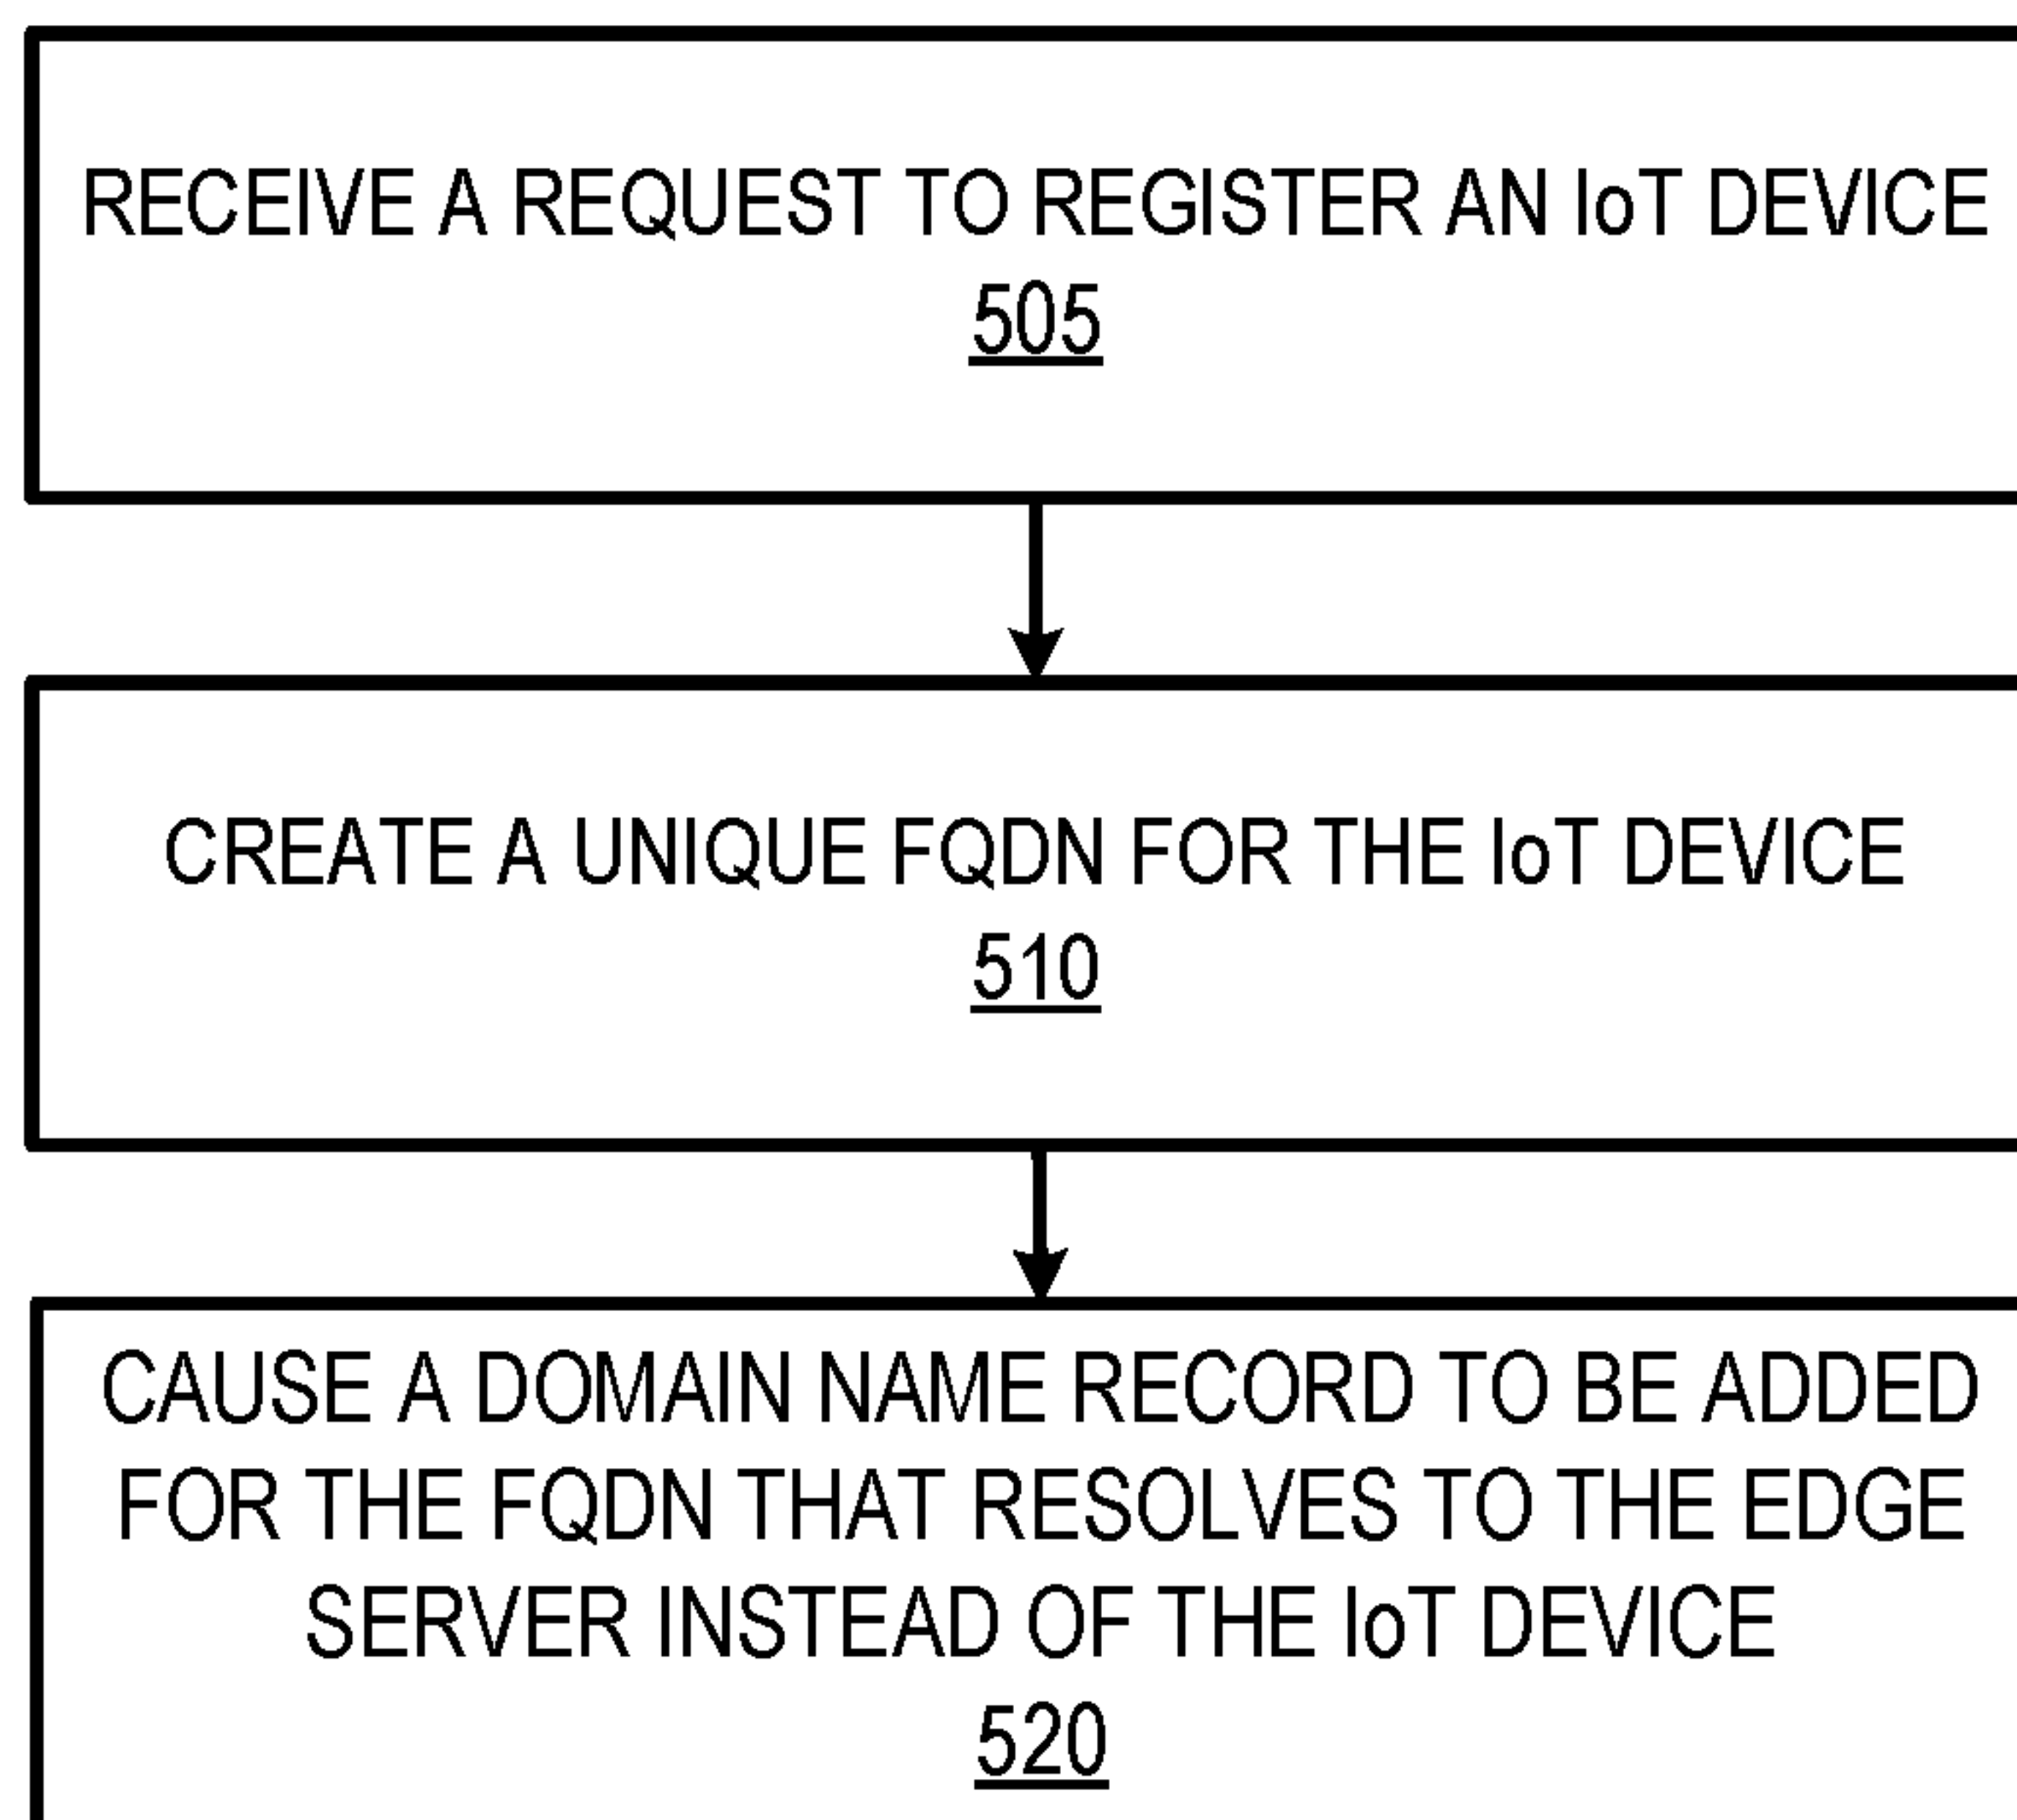 RECEIVE A REQUEST TO REGISTER AN IoT DEVICE
505
CREATE A UNIQUE FQDN FOR THE IoT DEVICE
510
CAUSE A DOMAIN NAME RECORD TO BE ADDED
FOR THE FQDN THAT RESOLVES TO THE EDGE
SERVER INSTEAD OF THE IoT DEVICE
520